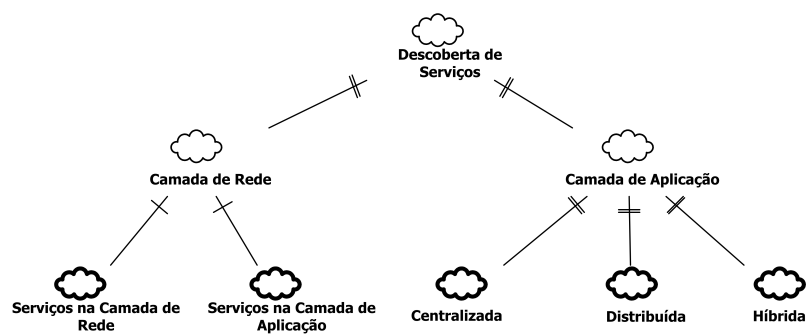 Descoberta de
Serviços
Camada de Rede
Camada de Aplicação
Serviços na Camada de
Rede
Serviços na Camada de
Aplicação
Centralizada
Distribuída
Híbrida